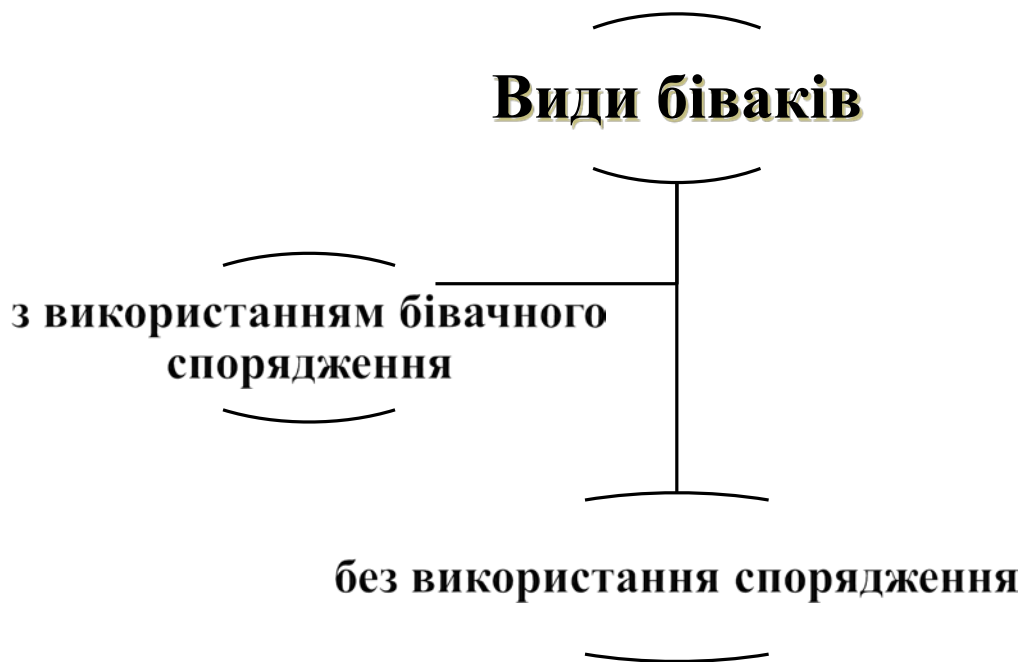 Види біваків
з використанням бівачного
спорядження
без використання спорядження